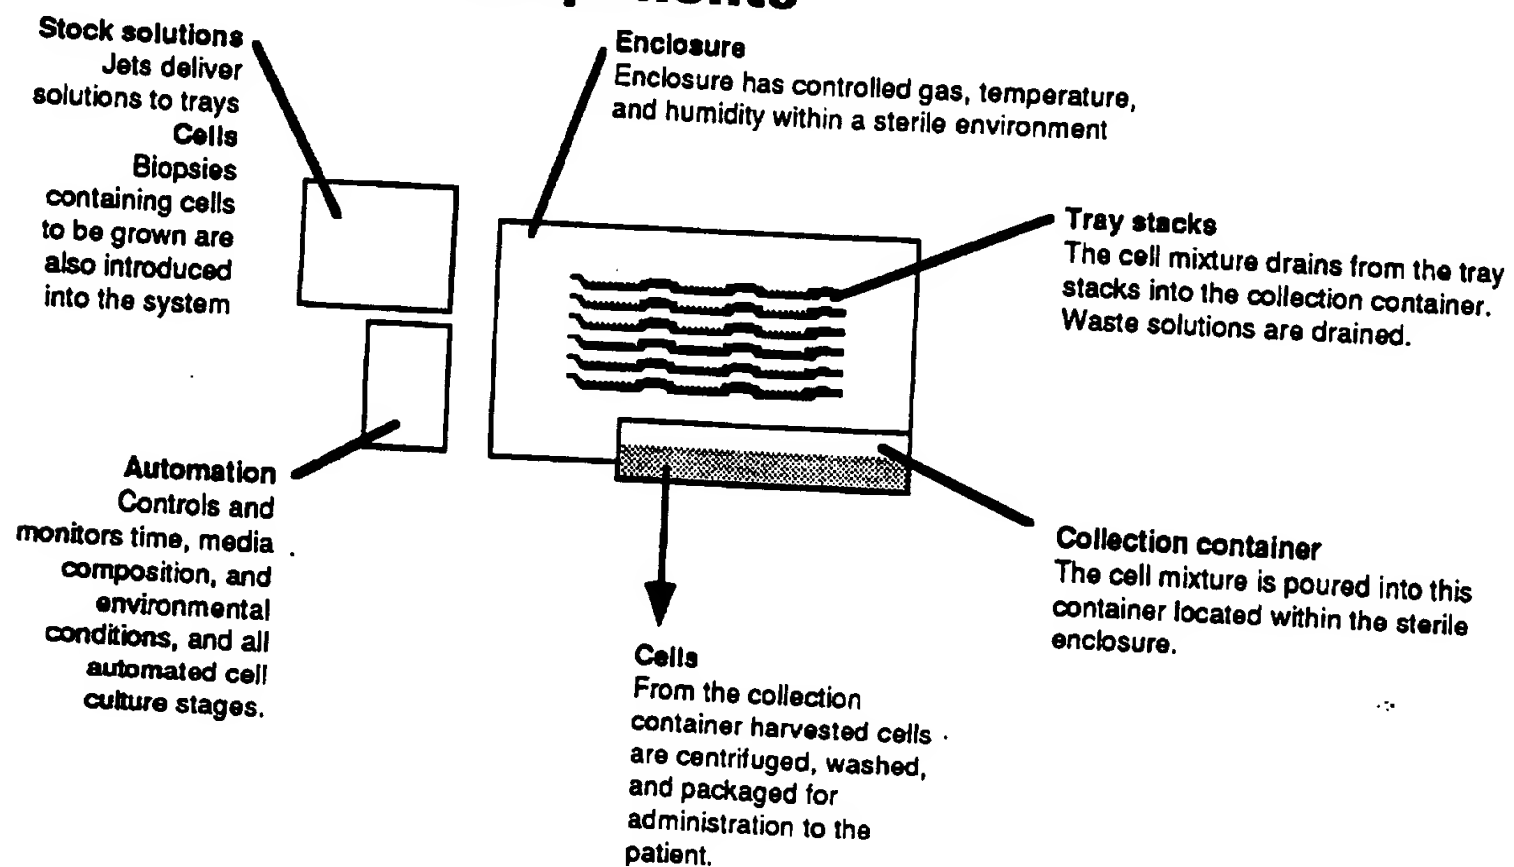 Stock solutions
Jets deliver
solutions to trays
Cells
Biopsies
containing cells
to be grown are
also introduced
into the system
Enclosure
Enclosure has controlled gas, temperature,
and humidity within a sterile environment
Tray stacks
The cell mixture drains from the tray
stacks into the collection container.
Waste solutions are drained.
Automation
Controls and
monitors time, media
composition, and
environmental
conditions, and all
automated cell
culture stages.
Collection container
The cell mixture is poured into this
container located within the sterile
enclosure.
Cells
From the collection
container harvested cells
are centrifuged, washed,
and packaged for
administration to the
patient.